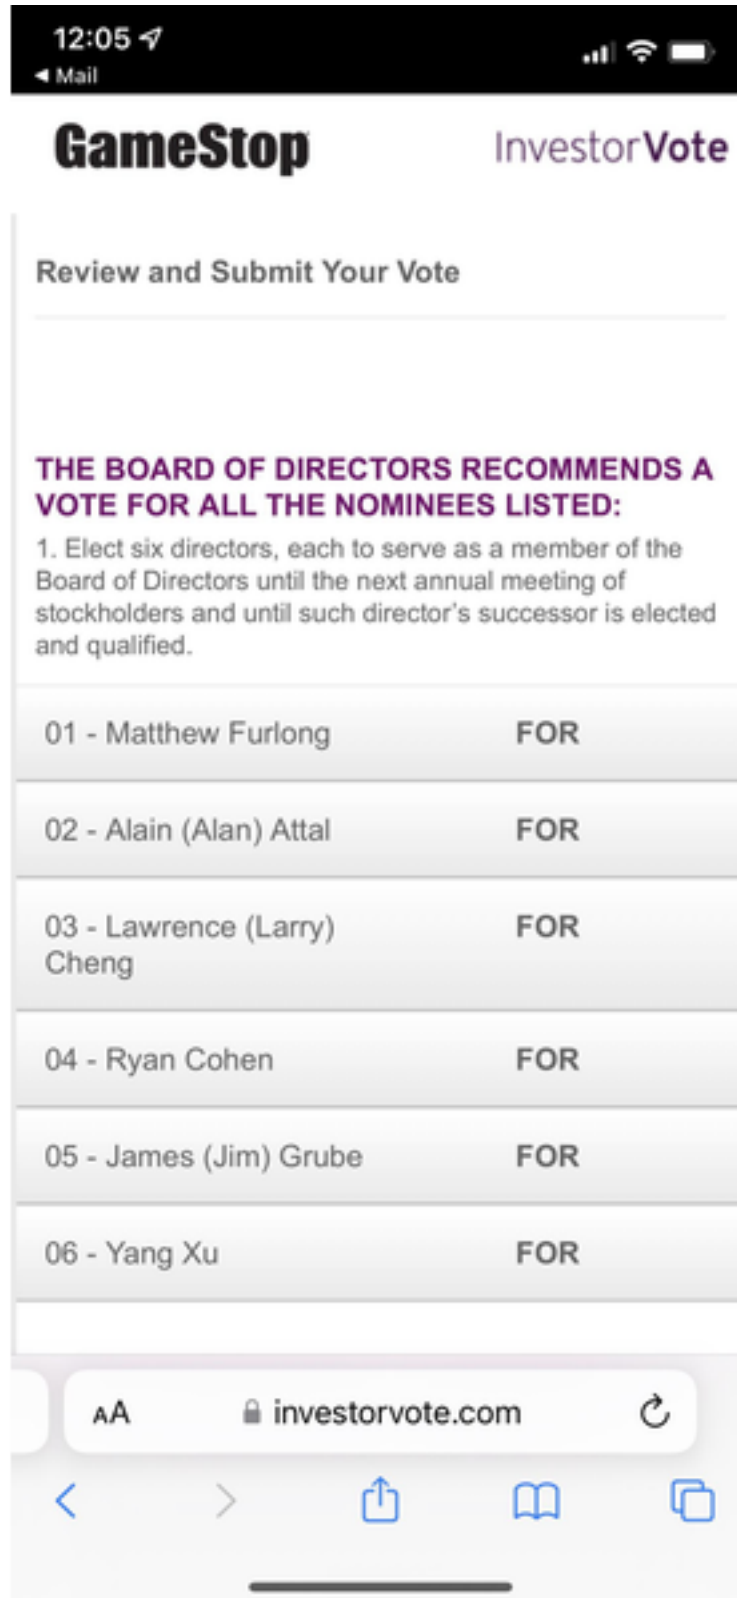 12:05
◀ Mail
GameStop InvestorVote
Review and Submit Your Vote
THE BOARD OF DIRECTORS RECOMMENDS A
VOTE FOR ALL THE NOMINEES LISTED:
1. Elect six directors, each to serve as a member of the
Board of Directors until the next annual meeting of
stockholders and until such director's successor is elected
and qualified.
01 - Matthew Furlong FOR
02 - Alain (Alan) Attal FOR
03 - Lawrence (Larry) FOR
Cheng
04 - Ryan Cohen FOR
05 - James (Jim) Grube FOR
06 - Yang Xu FOR
AA investorvote.com